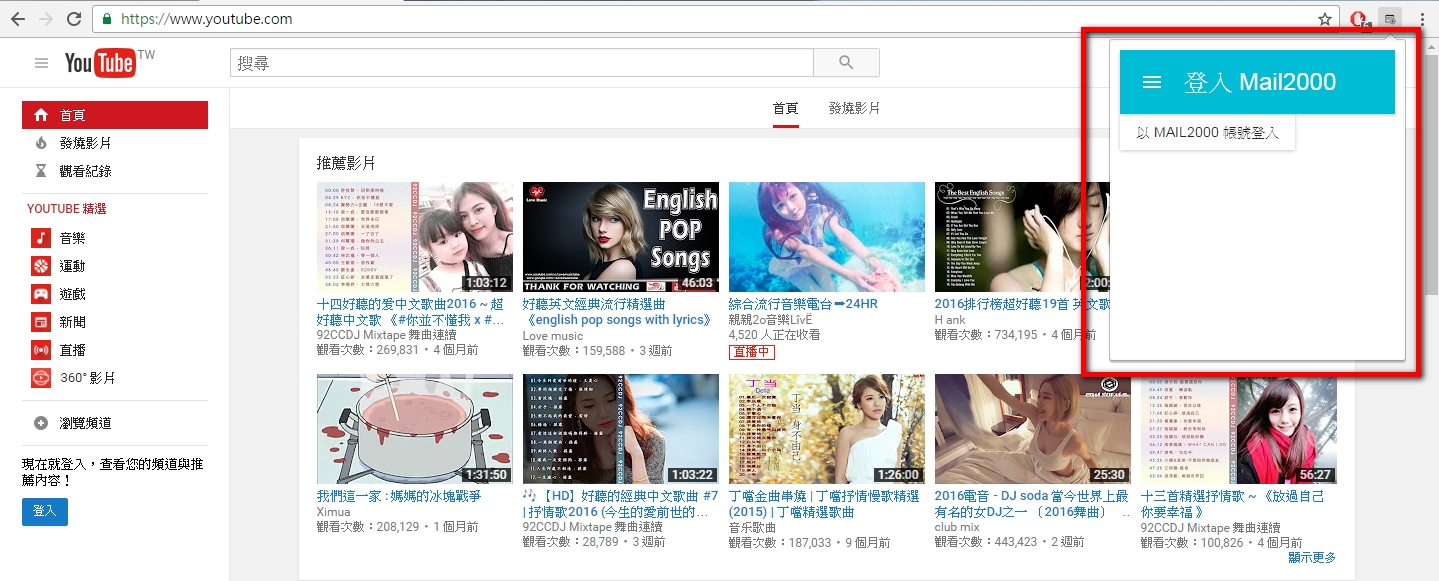 https://www.youtube.com
YouTube TW
搜尋
登入 Mail2000
以 MAIL2000 帳號登入
首頁
發燒影片
觀看紀錄
YOUTUBE 精選
音樂
運動
遊戲
新聞
直播
360° 影片
瀏覽頻道
現在就登入，查看您的頻道與推
薦內容！
登入
首頁 發燒影片
推薦影片
92CCDJ
1:03:12
十四好聽的愛中文歌曲2016 ~ 超
好聽中文歌 《#你並不懂我 x #...
92CCDJ Mixtape 舞曲連續
觀看次數：269,831 • 4 個月前
Love Music
English
POP
Songs
THANK FOR WATCHING
46:03
好聽英文經典流行精選曲
《english pop songs with lyrics》
Love music
觀看次數：159,588 • 3 週前
綜合流行音樂電台➡24HR
親親2o音樂LîvË
4,520 人正在收看
直播中
The Best English Songs
2:00:
2016排行榜超好聽19首 英文歌
H ank
觀看次數：734,195 • 4 個月前
1:31:50
我們這一家 : 媽媽的冰塊戰爭
Ximua
觀看次數：208,129 • 1 個月前
92CCDJ
1:03:22
🎶【HD】好聽的經典中文歌曲 #7
| 抒情歌2016 (今生的愛前世的...
92CCDJ Mixtape 舞曲連續
觀看次數：28,789 • 3 週前
丁当
Della
丁当 身不由己
1:26:00
丁噹金曲串燒 | 丁噹抒情慢歌精選
(2015) | 丁噹精選歌曲
音乐歌曲
觀看次數：187,033 • 9 個月前
25:30
2016電音 - DJ soda 當今世界上最
有名的女DJ之一 〔2016舞曲〕 ...
club mix
觀看次數：443,423 • 2 週前
92CCDJ
56:27
十三首精選抒情歌 ~ 《放過自己
你要幸福 》
92CCDJ Mixtape 舞曲連續
觀看次數：100,826 • 4 個月前
顯示更多